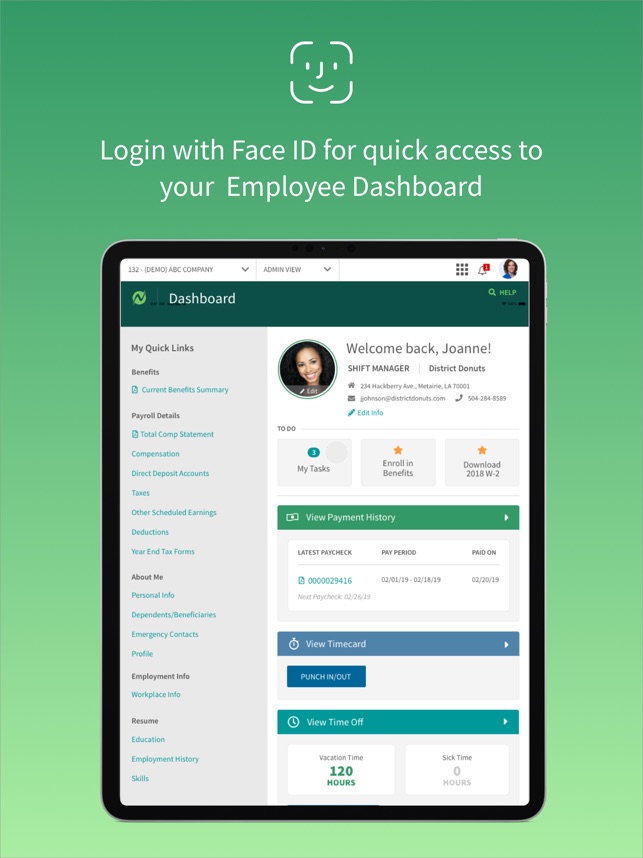 Login with Face ID for quick access to
your Employee Dashboard
132 - (DEMO) ABC COMPANY
ADMIN VIEW
1
Dashboard
HELP
My Quick Links
Benefits
Current Benefits Summary
Payroll Details
Total Comp Statement
Compensation
Direct Deposit Accounts
Taxes
Other Scheduled Earnings
Deductions
Year End Tax Forms
About Me
Personal Info
Dependents/Beneficiaries
Emergency Contacts
Profile
Employment Info
Workplace Info
Resume
Education
Employment History
Skills
Edit
Welcome back, Joanne!
SHIFT MANAGER District Donuts
234 Hackberry Ave., Metairie, LA 70001
jjohnson@districtdonuts.com 504-284-8589
Edit Info
TO DO
3
My Tasks
Enroll in
Benefits
Download
2018 W-2
View Payment History
LATEST PAYCHECK PAY PERIOD PAID ON
0000029416 02/01/19 - 02/18/19 02/20/19
Next Paycheck: 02/28/19
View Timecard
PUNCH IN/OUT
View Time Off
Vacation Time
120
HOURS
Sick Time
0
HOURS